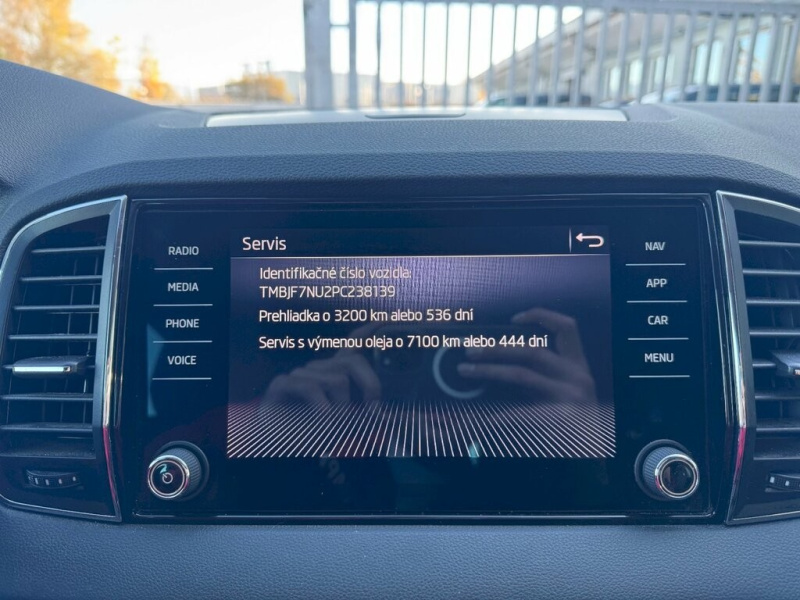 Servis
Identifikačné číslo vozidla:
TMBJF7NU2PC238139
Prehliadka o 3200 km alebo 536 dní
Servis s výmenou oleja o 7100 km alebo 444 dní
RADIO
MEDIA
PHONE
VOICE
NAV
APP
CAR
MENU